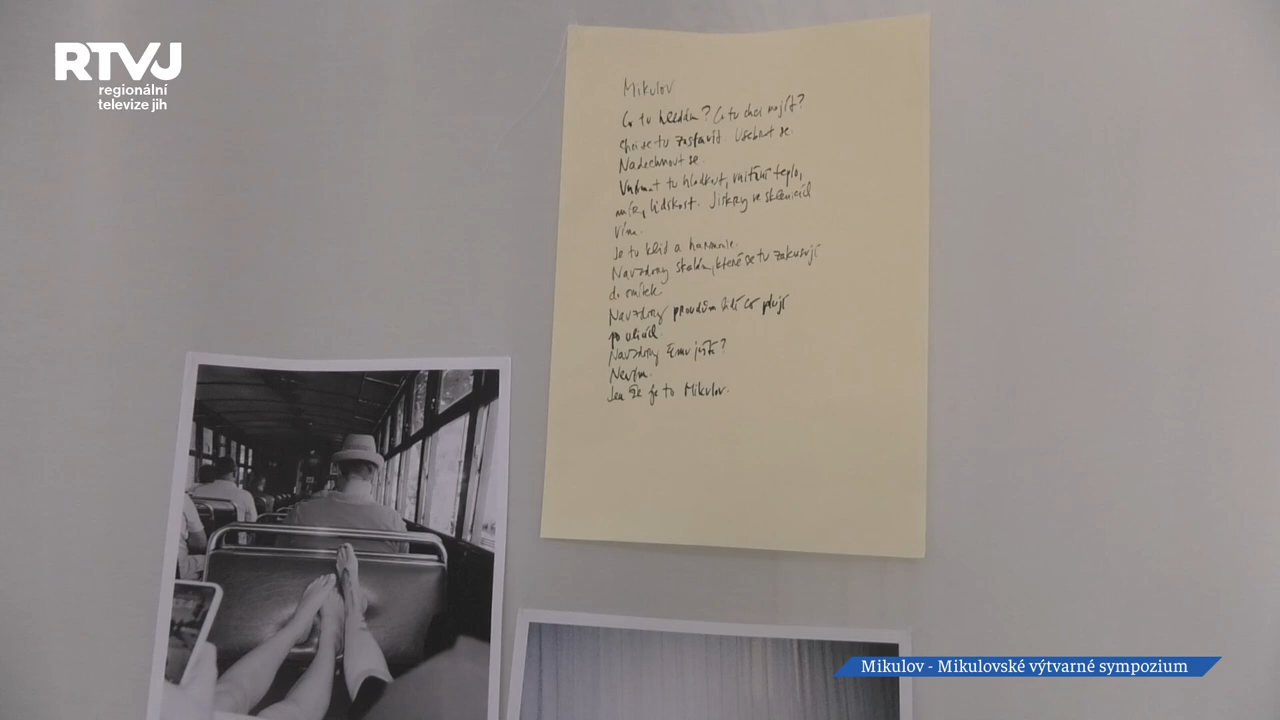 RTVJ
regionální
televize jih
Mikulov
Co tu hledám? Co tu chci najít?
Chci se tu zastavit. Usebrat se.
Nadechnout se.
Vnímat tu hladkost, vnitřní teplo,
lidskost. Jiskry ve sklenicích
vína.
Je tu klid a harmonie.
Navzdory skalám, které se tu zakusují
do omítek.
Navzdory proudům lidí co plují
po ulicích.
Navzdory čemu ještě?
Nevím.
Jen že je to Mikulov.
Mikulov - Mikulovské výtvarné sympozium